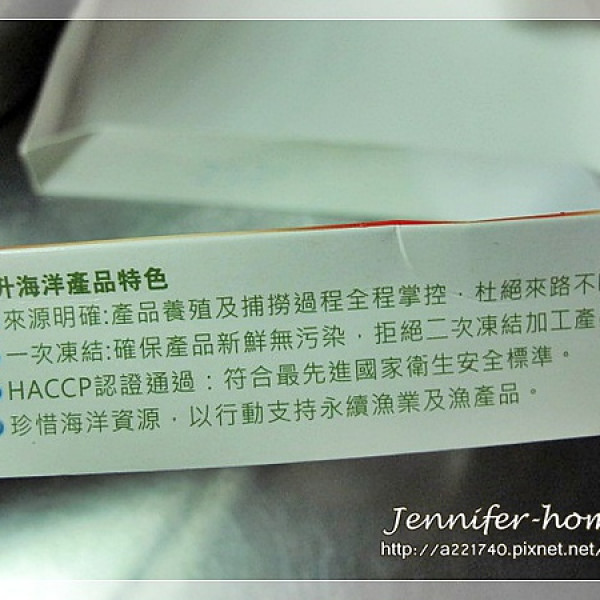 升海洋產品特色
來源明確:產品養殖及捕撈過程全程掌控，杜絕來路不
一次凍結:確保產品新鮮無污染，拒絕二次凍結加工產
HACCP認證通過：符合最先進國家衛生安全標準。
珍惜海洋資源，以行動支持永續漁業及漁產品。
Jennifer-hom
http://a221740.pixnet.net/